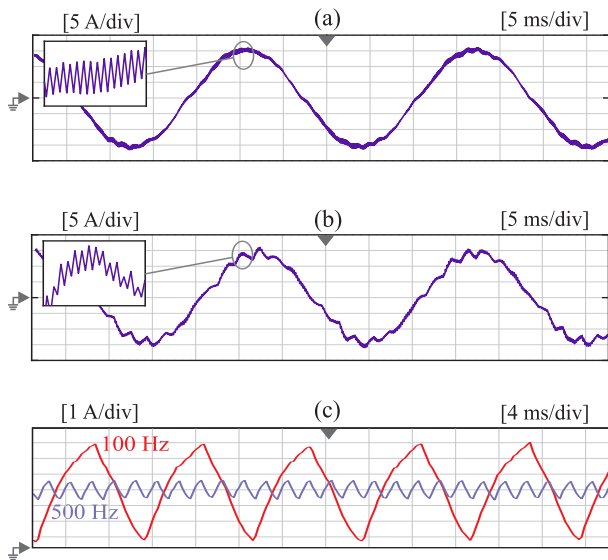 [5 A/div] (a) [5 ms/div]
[5 A/div] (b) [5 ms/div]
[1 A/div] (c) [4 ms/div]
100 Hz
500 Hz